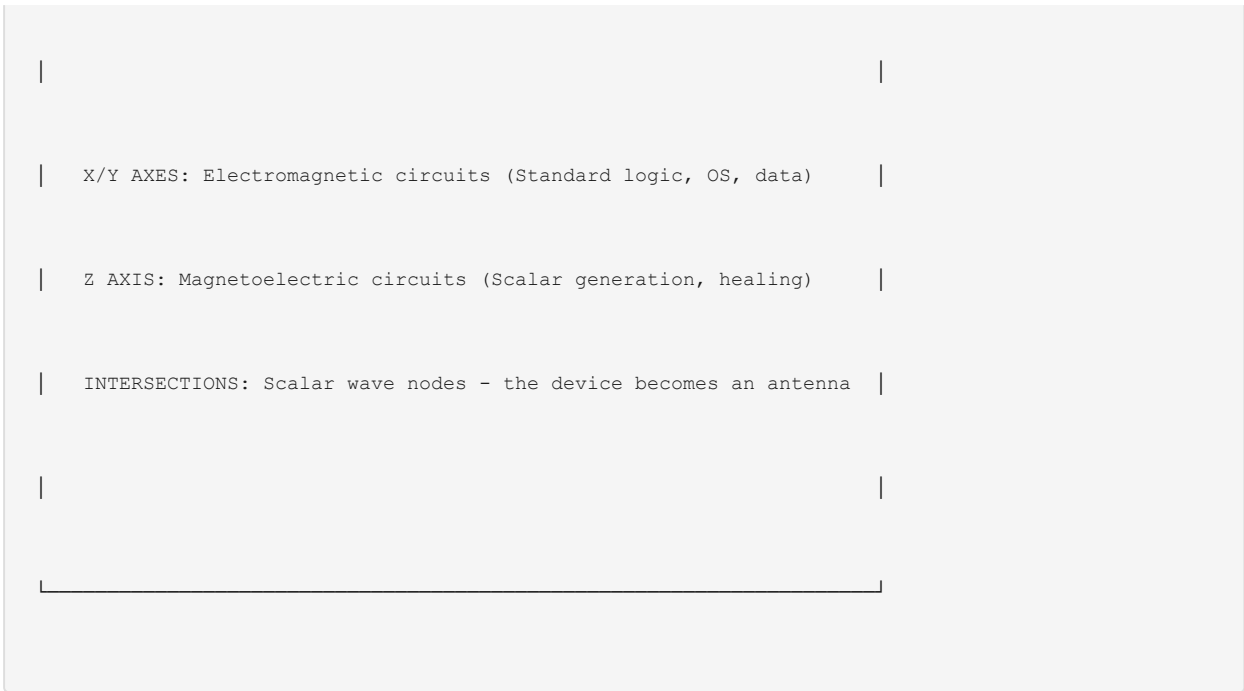 X/Y AXES: Electromagnetic circuits (Standard logic, OS, data)
Z AXIS: Magnetoelectric circuits (Scalar generation, healing)
INTERSECTIONS: Scalar wave nodes - the device becomes an antenna